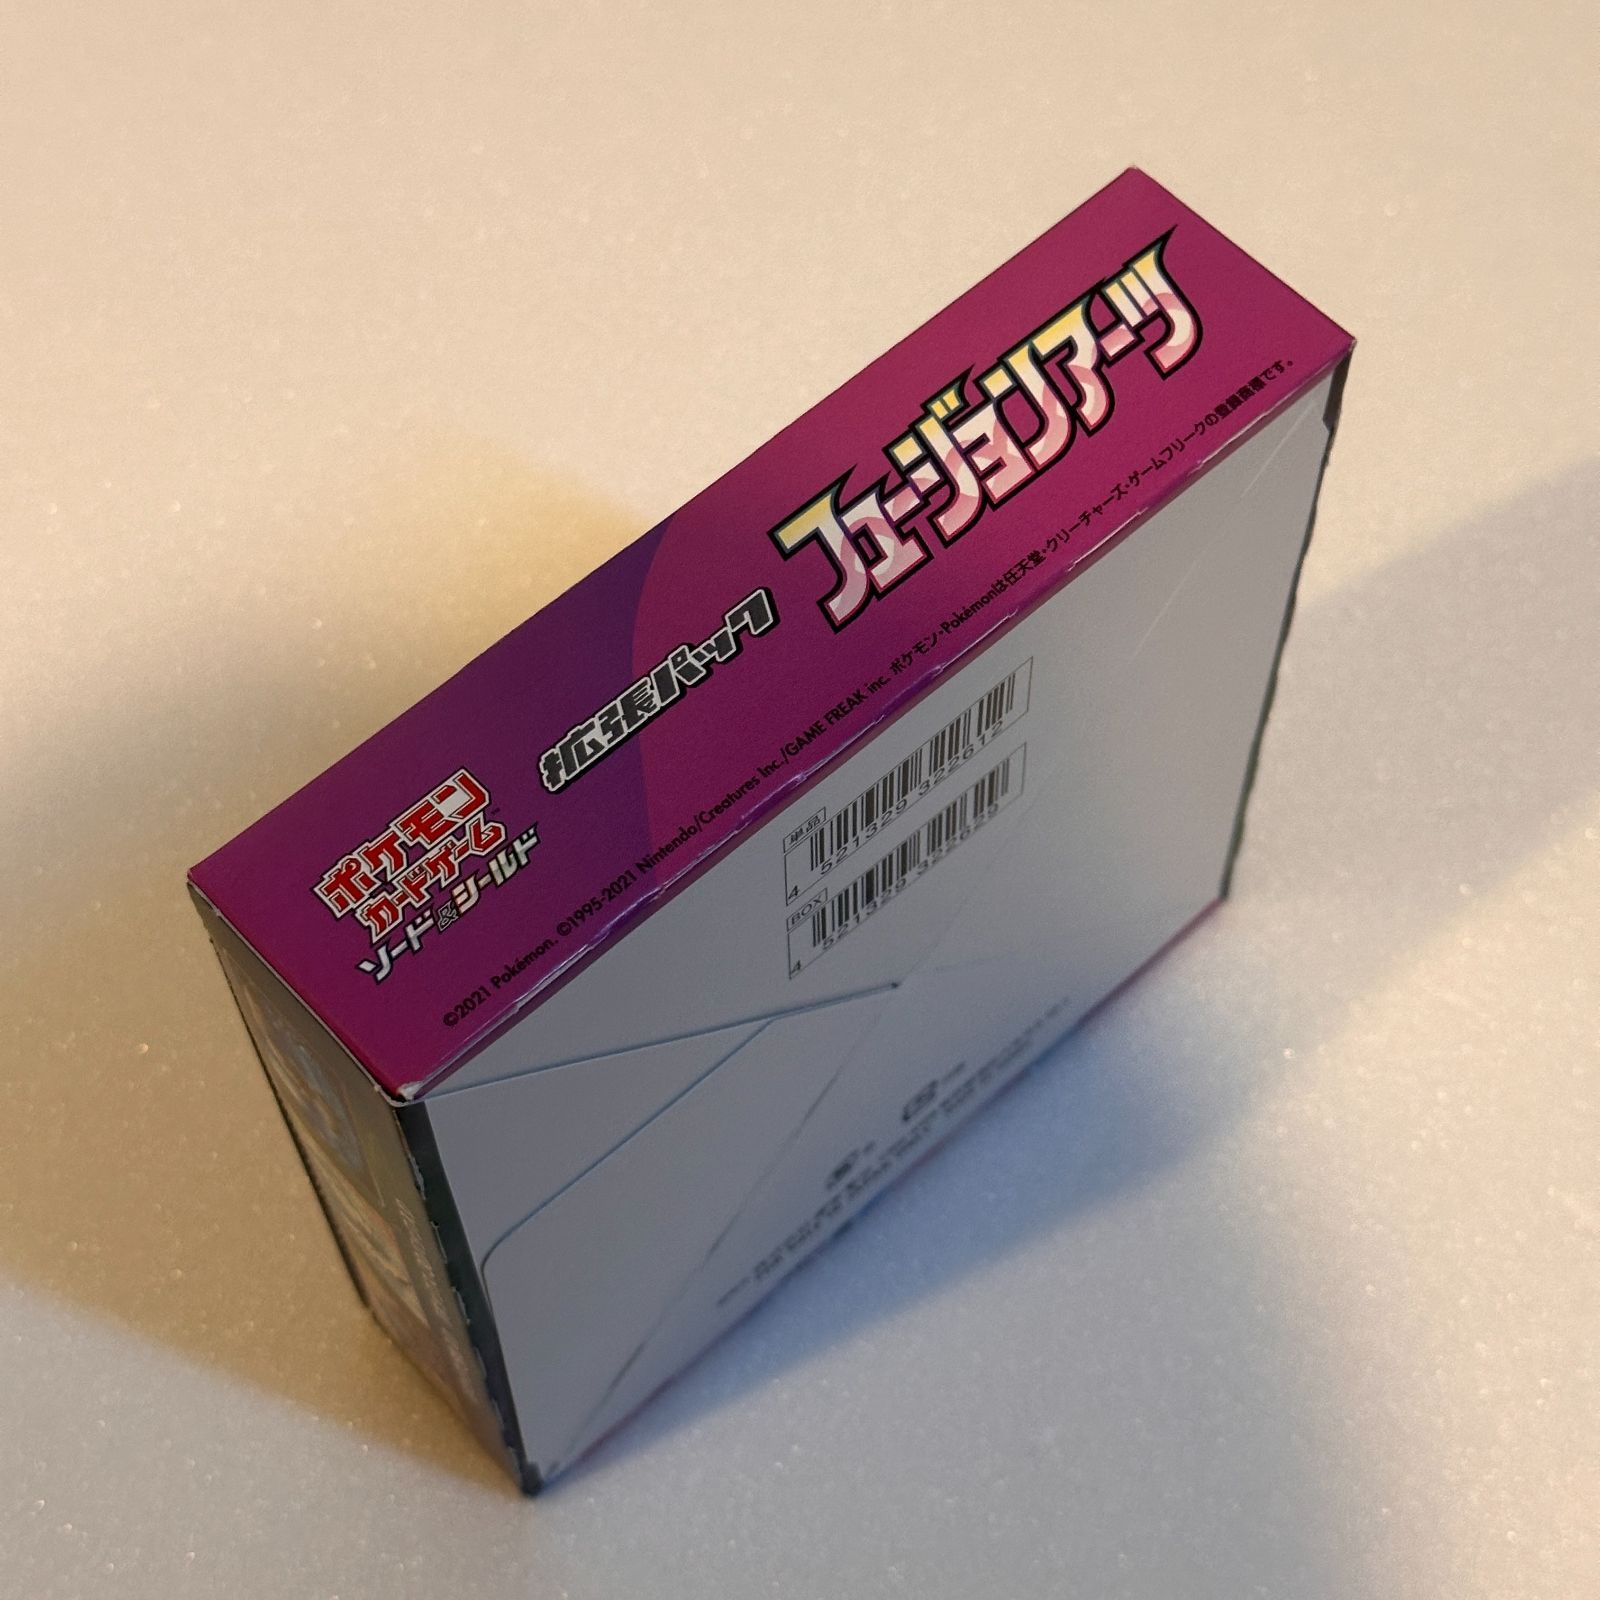 ポケモン
カードゲーム
ソード&シールド
拡張パック
フュージョンアーツ
©2021 Pokémon. ©1995-2021 Nintendo/Creatures Inc./GAME FREAK inc. ポケモン・Pokémonは任天堂・クリーチャーズ・ゲームフリークの登録商標です。
単品
4 521329 322612
BOX
4 521329 322629